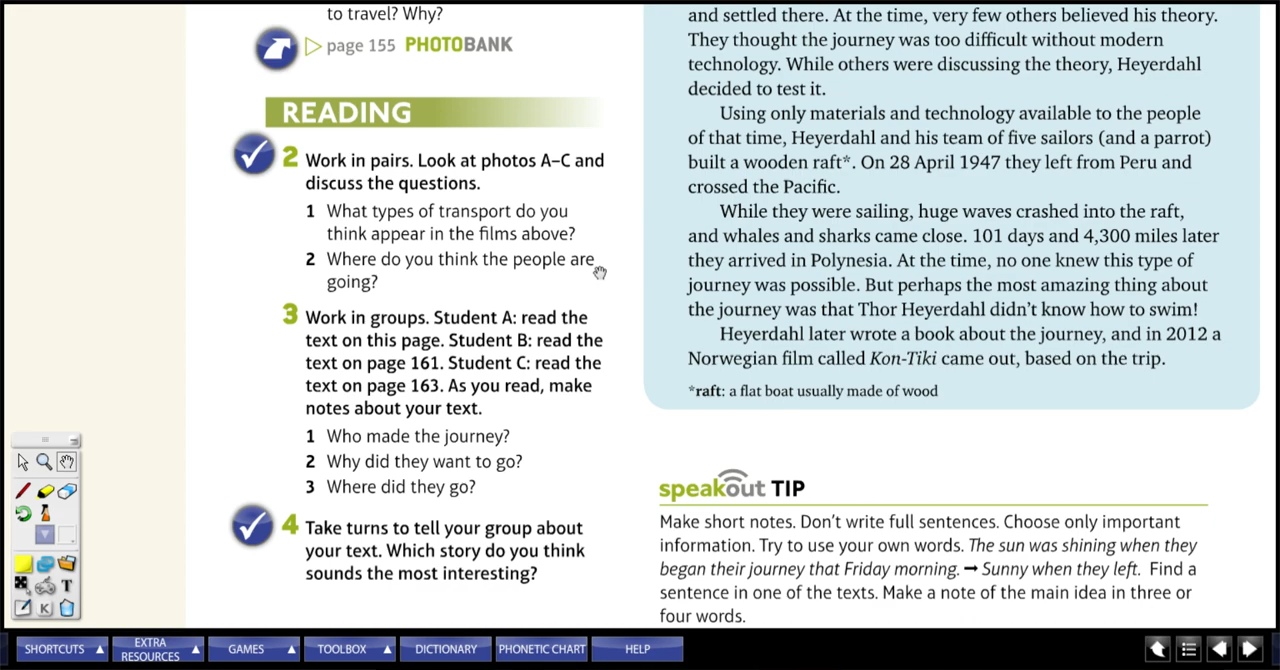 to travel? Why?
page 155 PHOTOBANK
READING
2 Work in pairs. Look at photos A–C and
discuss the questions.
1 What types of transport do you
think appear in the films above?
2 Where do you think the people are
going?
3 Work in groups. Student A: read the
text on this page. Student B: read the
text on page 161. Student C: read the
text on page 163. As you read, make
notes about your text.
1 Who made the journey?
2 Why did they want to go?
3 Where did they go?
4 Take turns to tell your group about
your text. Which story do you think
sounds the most interesting?
and settled there. At the time, very few others believed his theory.
They thought the journey was too difficult without modern
technology. While others were discussing the theory, Heyerdahl
decided to test it.
Using only materials and technology available to the people
of that time, Heyerdahl and his team of five sailors (and a parrot)
built a wooden raft*. On 28 April 1947 they left from Peru and
crossed the Pacific.
While they were sailing, huge waves crashed into the raft,
and whales and sharks came close. 101 days and 4,300 miles later
they arrived in Polynesia. At the time, no one knew this type of
journey was possible. But perhaps the most amazing thing about
the journey was that Thor Heyerdahl didn't know how to swim!
Heyerdahl later wrote a book about the journey, and in 2012 a
Norwegian film called Kon-Tiki came out, based on the trip.
*raft: a flat boat usually made of wood
speakout TIP
Make short notes. Don't write full sentences. Choose only important
information. Try to use your own words. The sun was shining when they
began their journey that Friday morning. → Sunny when they left. Find a
sentence in one of the texts. Make a note of the main idea in three or
four words.
T
K
SHORTCUTS
EXTRA
RESOURCES
GAMES
TOOLBOX
DICTIONARY
PHONETIC CHART
HELP